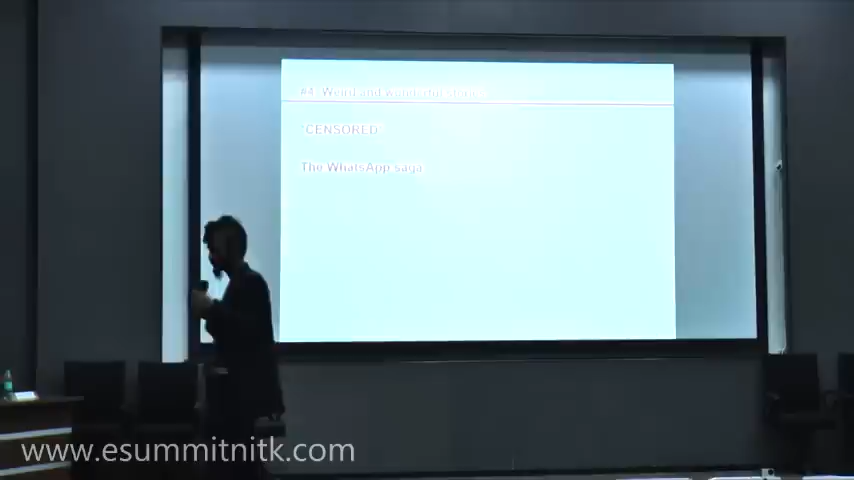 #4: Weird and wonderful stories
"CENSORED"
The WhatsApp saga
www.esummitnitk.com